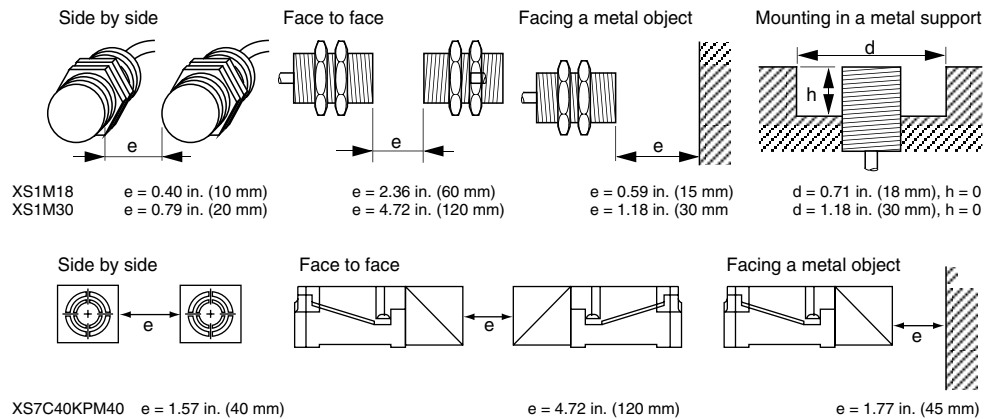 Side by side Face to face Facing a metal object Mounting in a metal support
d
h
e e e
XS1M18 e = 0.40 in. (10 mm) e = 2.36 in. (60 mm) e = 0.59 in. (15 mm) d = 0.71 in. (18 mm), h = 0
XS1M30 e = 0.79 in. (20 mm) e = 4.72 in. (120 mm) e = 1.18 in. (30 mm d = 1.18 in. (30 mm), h = 0
Side by side Face to face Facing a metal object
e e e
XS7C40KPM40 e = 1.57 in. (40 mm) e = 4.72 in. (120 mm) e = 1.77 in. (45 mm)